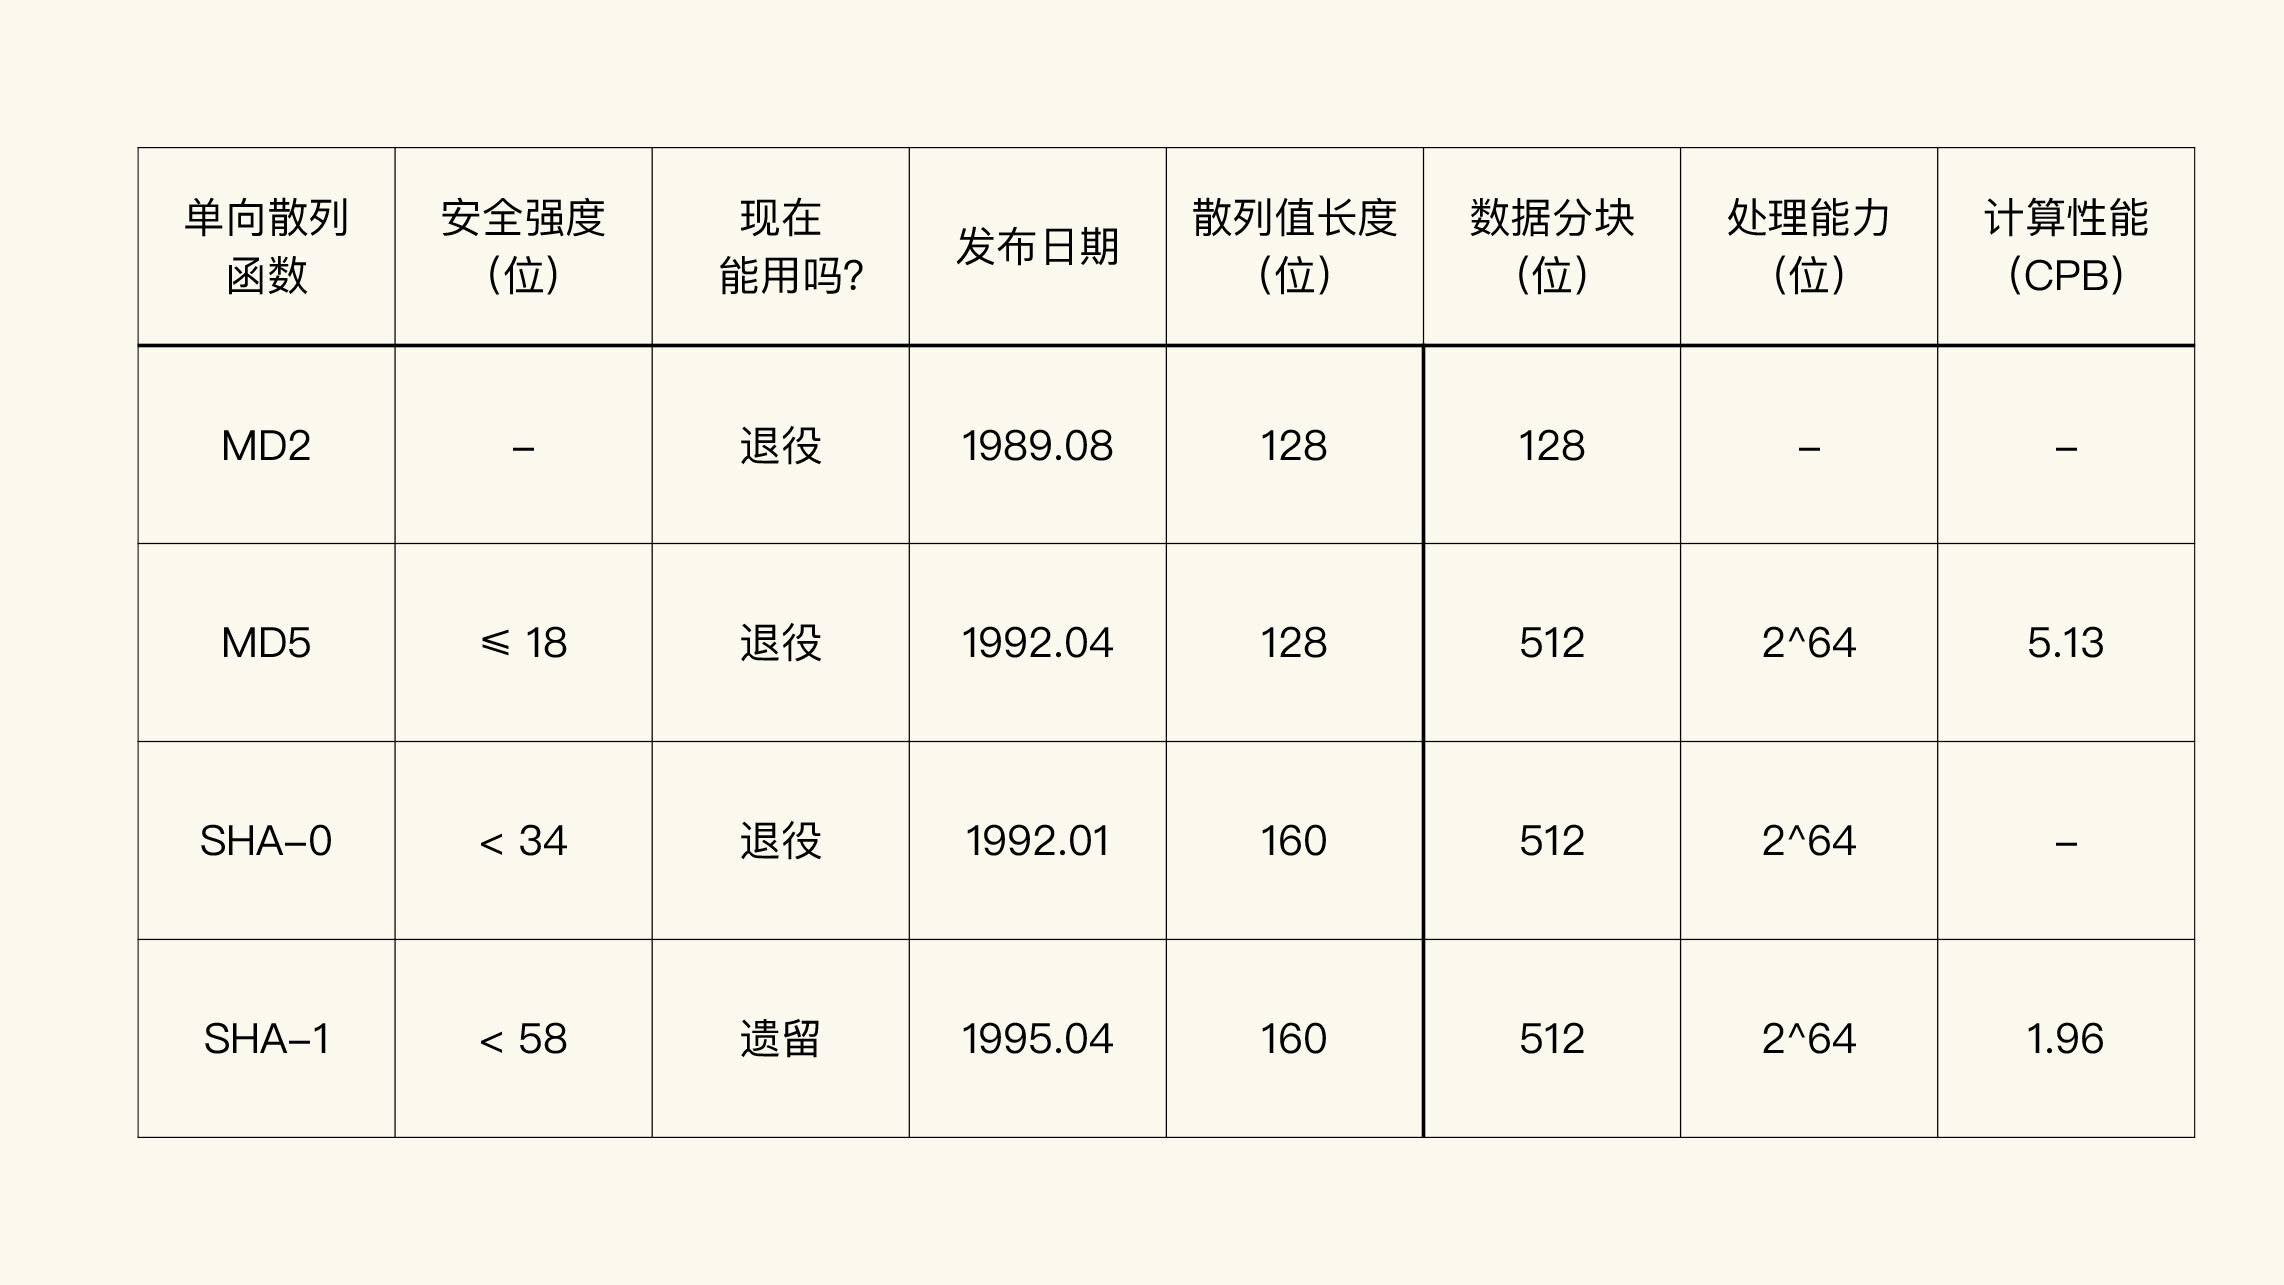 单向散列 函数 安全强度 (位) 现在 能用吗? 发布日期 散列值长度 (位) 数据分块 (位) 处理能力 (位) 计算性能 (CPB)
MD2 – 退役 1989.08 128 128 – –
MD5 ⩽ 18 退役 1992.04 128 512 2^64 5.13
SHA-0 < 34 退役 1992.01 160 512 2^64 –
SHA-1 < 58 遗留 1995.04 160 512 2^64 1.96